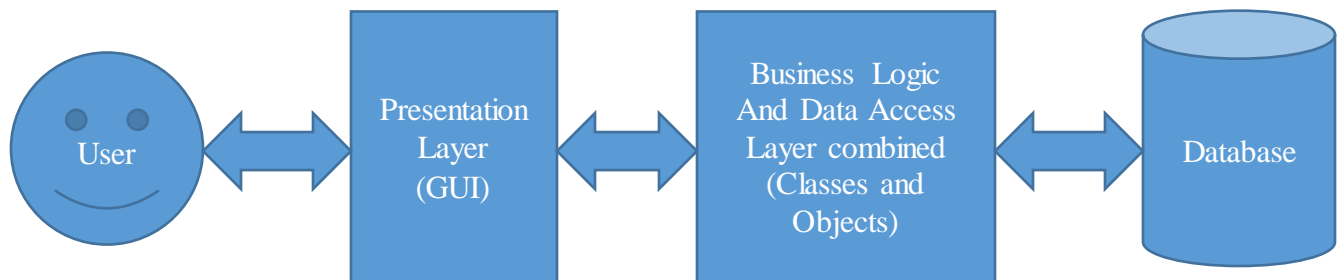 User
Presentation
Layer
(GUI)
Business Logic
And Data Access
Layer combined
(Classes and
Objects)
Database